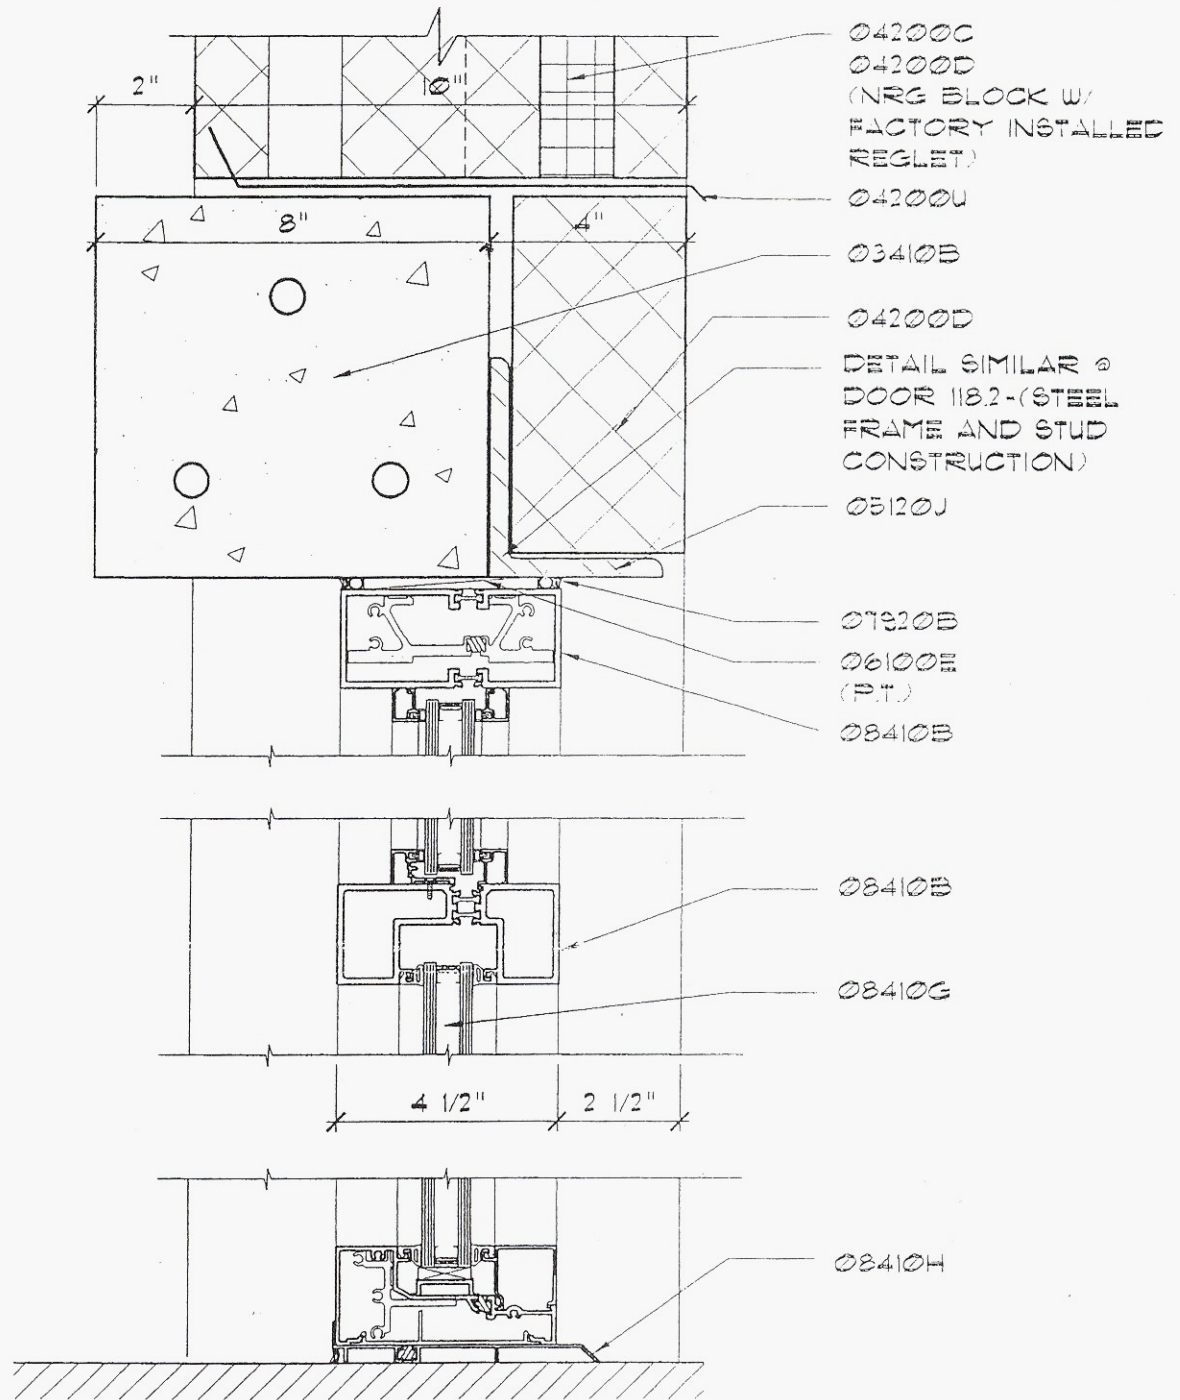 04200C
04200D
(NRG BLOCK W/
FACTORY INSTALLED
REGLET)
2"
10"
04200U
8"
4"
03410B
04200D
DETAIL SIMILAR @
DOOR 118.2-(STEEL
FRAME AND STUD
CONSTRUCTION)
05120J
07920B
06100E
(P.T.)
08410B
08410B
08410G
4 1/2"
2 1/2"
08410H